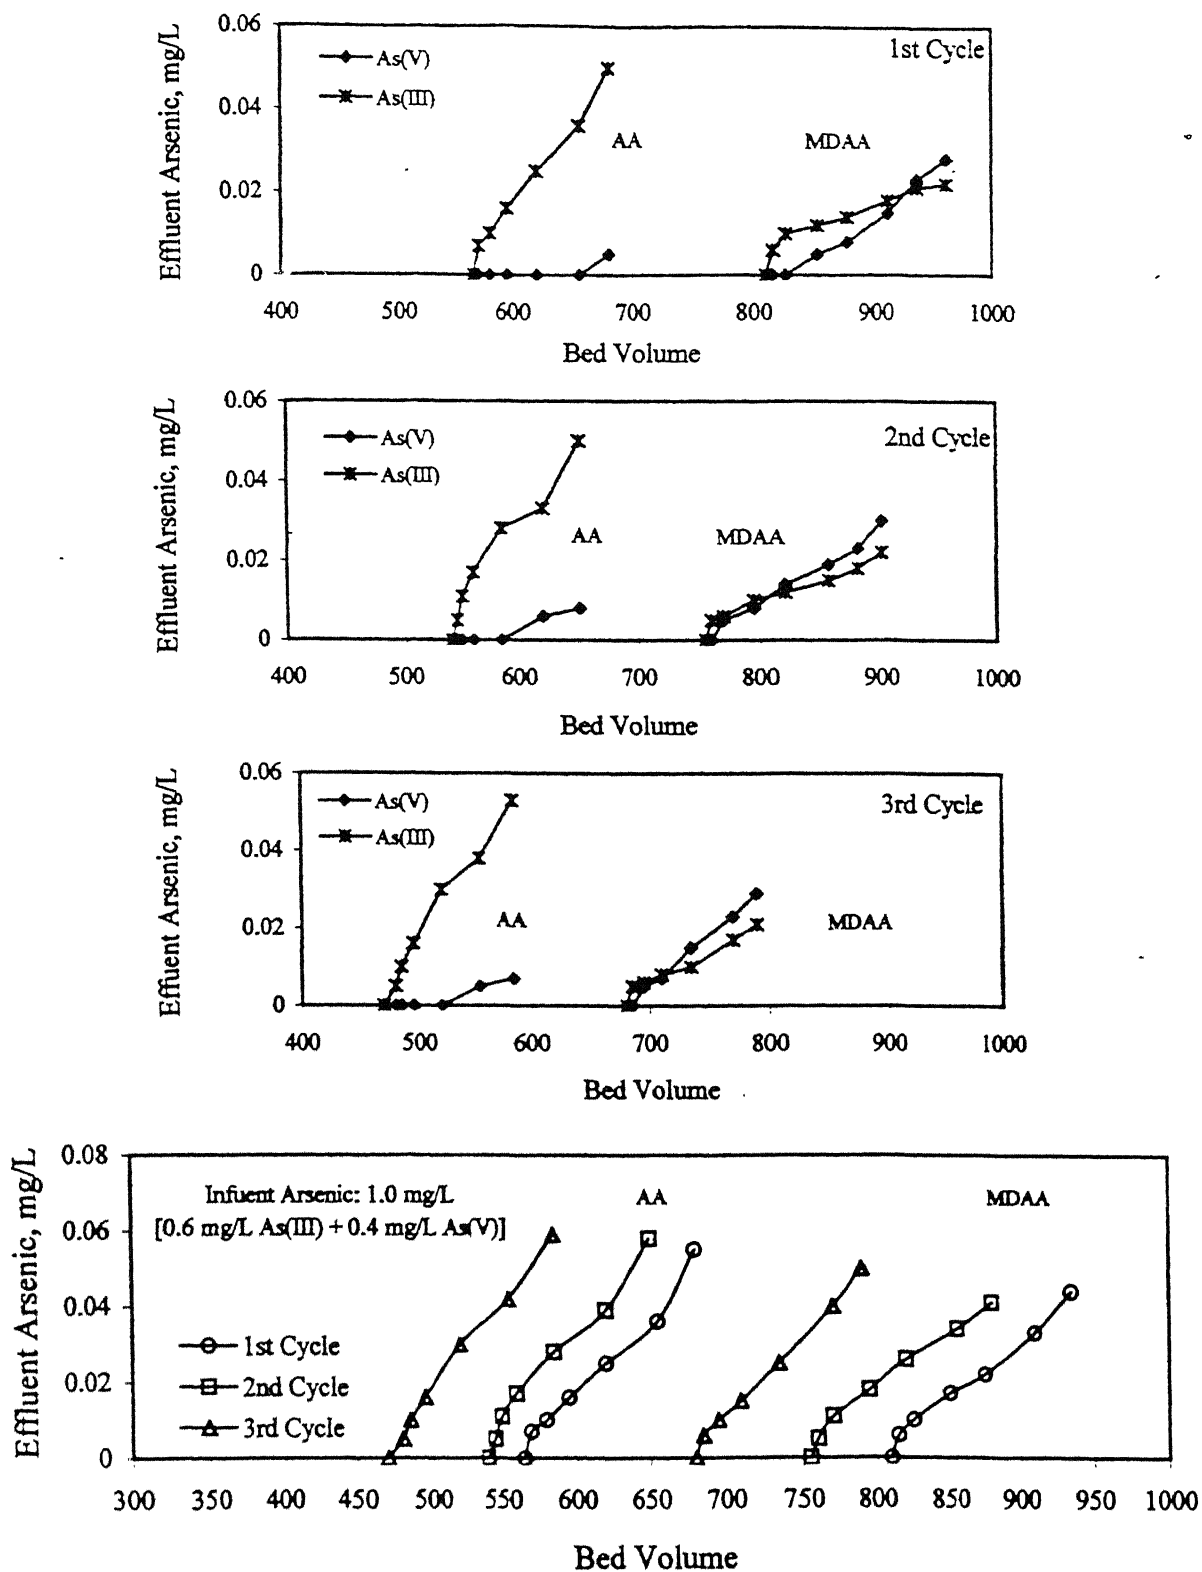 0.06
1st Cycle
As(V)
As(III)
0.04
AA
MDAA
0.02
0
Effluent Arsenic, mg/L
400 500 600 700 800 900 1000
Bed Volume
0.06
2nd Cycle
As(V)
As(III)
0.04
AA
MDAA
0.02
0
Effluent Arsenic, mg/L
400 500 600 700 800 900 1000
Bed Volume
0.06
3rd Cycle
As(V)
As(III)
0.04
AA
MDAA
0.02
0
Effuent Arsenic, mg/L
400 500 600 700 800 900 1000
Bed Volume
0.08
Infuent Arsenic: 1.0 mg/L
[0.6 mg/L As(III) + 0.4 mg/L As(V)]
AA
MDAA
0.06
0.04
1st Cycle
2nd Cycle
0.02
3rd Cycle
0
Effluent Arsenic, mg/L
300 350 400 450 500 550 600 650 700 750 800 850 900 950 1000
Bed Volume